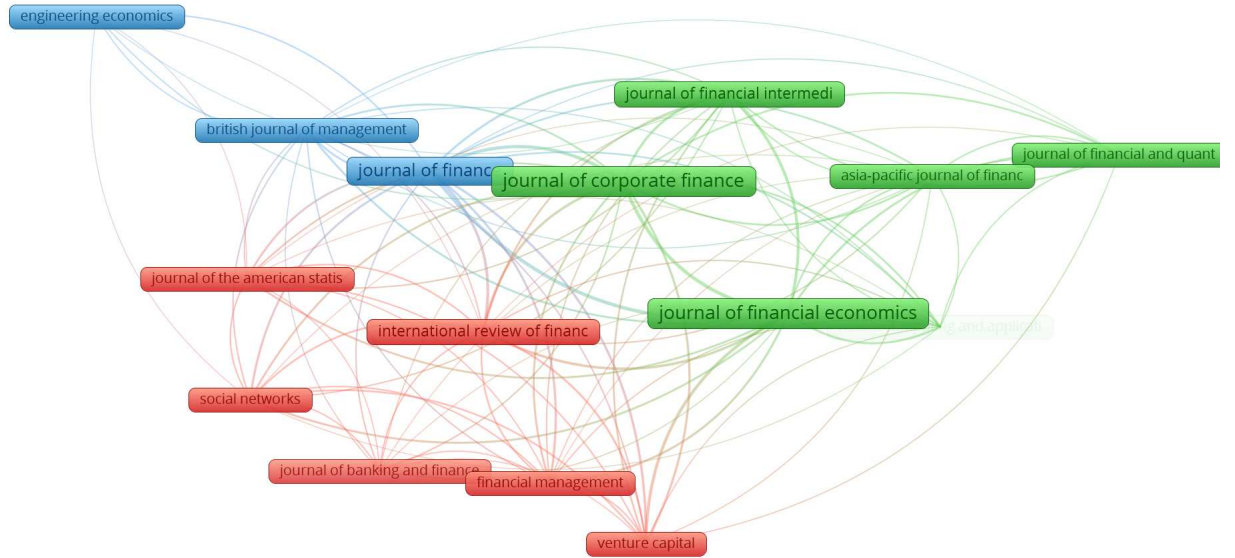 engineering economics
journal of financial intermedi
british journal of management
journal of financ
journal of corporate finance
journal of financial and quant
asia-pacific journal of financ
journal of the american statis
journal of financial economics
g and applicati
international review of financ
social networks
journal of banking and finance
financial management
venture capital